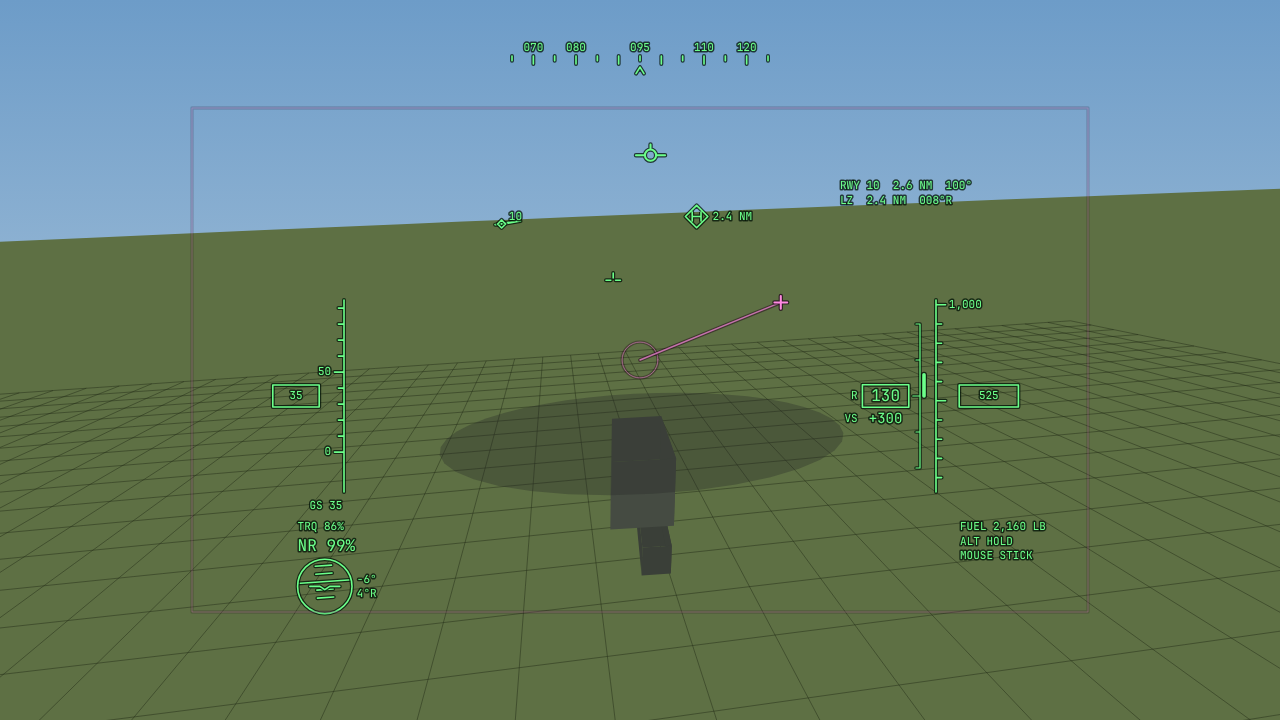 070 080 095 110 120
RWY 10 2.6 NM 100°
LZ 2.4 NM 008°R
10
H 2.4 NM
1,000
50
35
R 130
525
VS +300
0
GS 35
TRQ 86%
NR 99%
FUEL 2,160 LB
ALT HOLD
MOUSE STICK
-6°
4°R